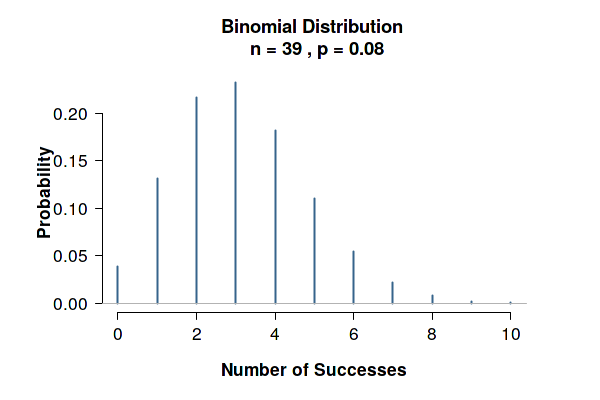 Binomial Distribution
n = 39 , p = 0.08
Probability
0.20
0.15
0.10
0.05
0.00
0 2 4 6 8 10
Number of Successes